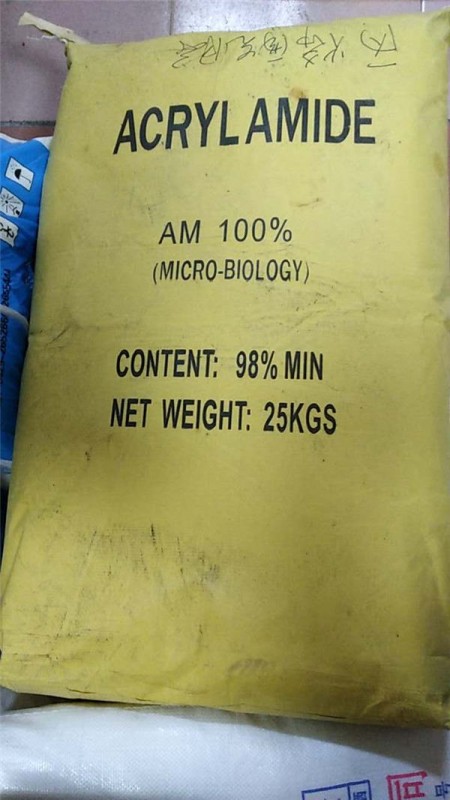 ACRYLAMIDE
AM 100%
(MICRO-BIOLOGY)
CONTENT: 98% MIN
NET WEIGHT: 25KGS